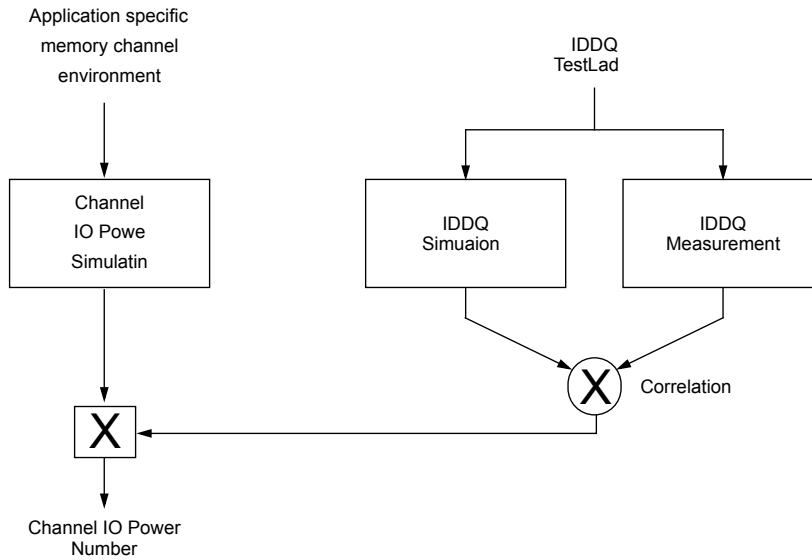 Application specific
memory channel
environment
IDDQ
TestLad
Channel
IO Powe
Simulatin
IDDQ
Simuaion
IDDQ
Measurement
X
Correlation
X
Channel IO Power
Number